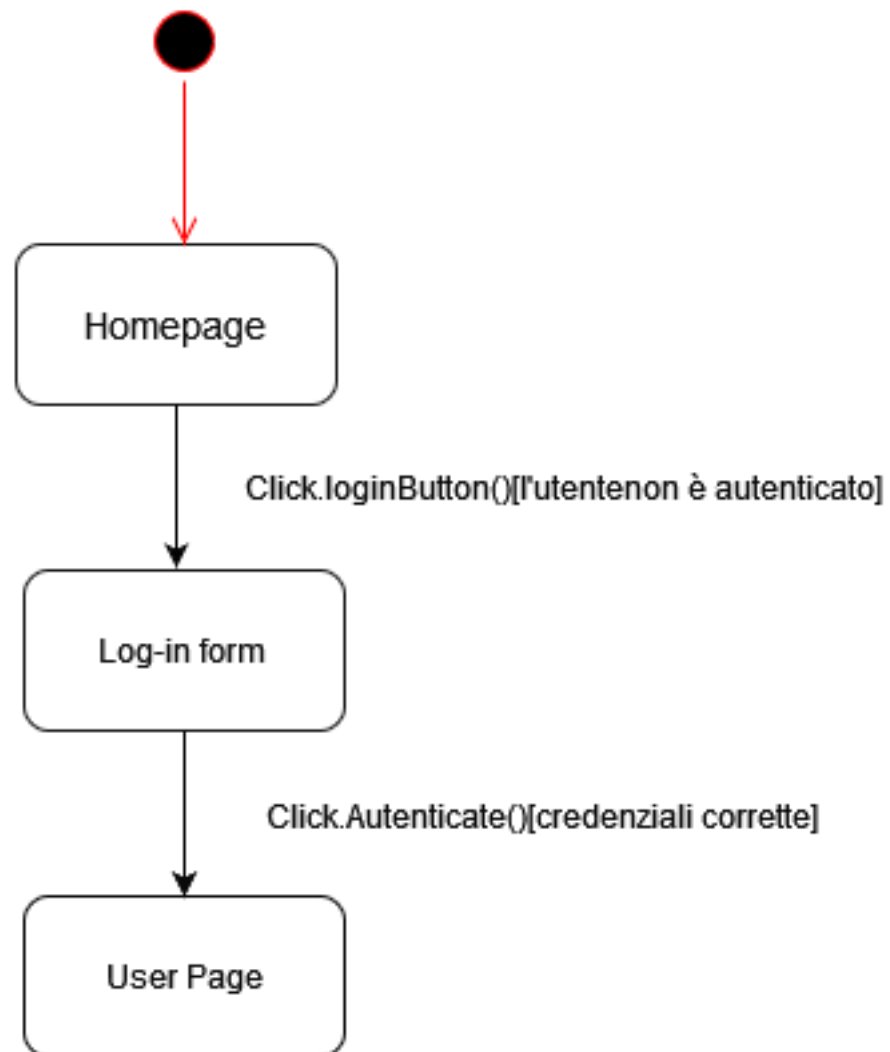 Homepage
Click.loginButton()[l'utentenon è autenticato]
Log-in form
Click.Autenticate()[credenziali corrette]
User Page